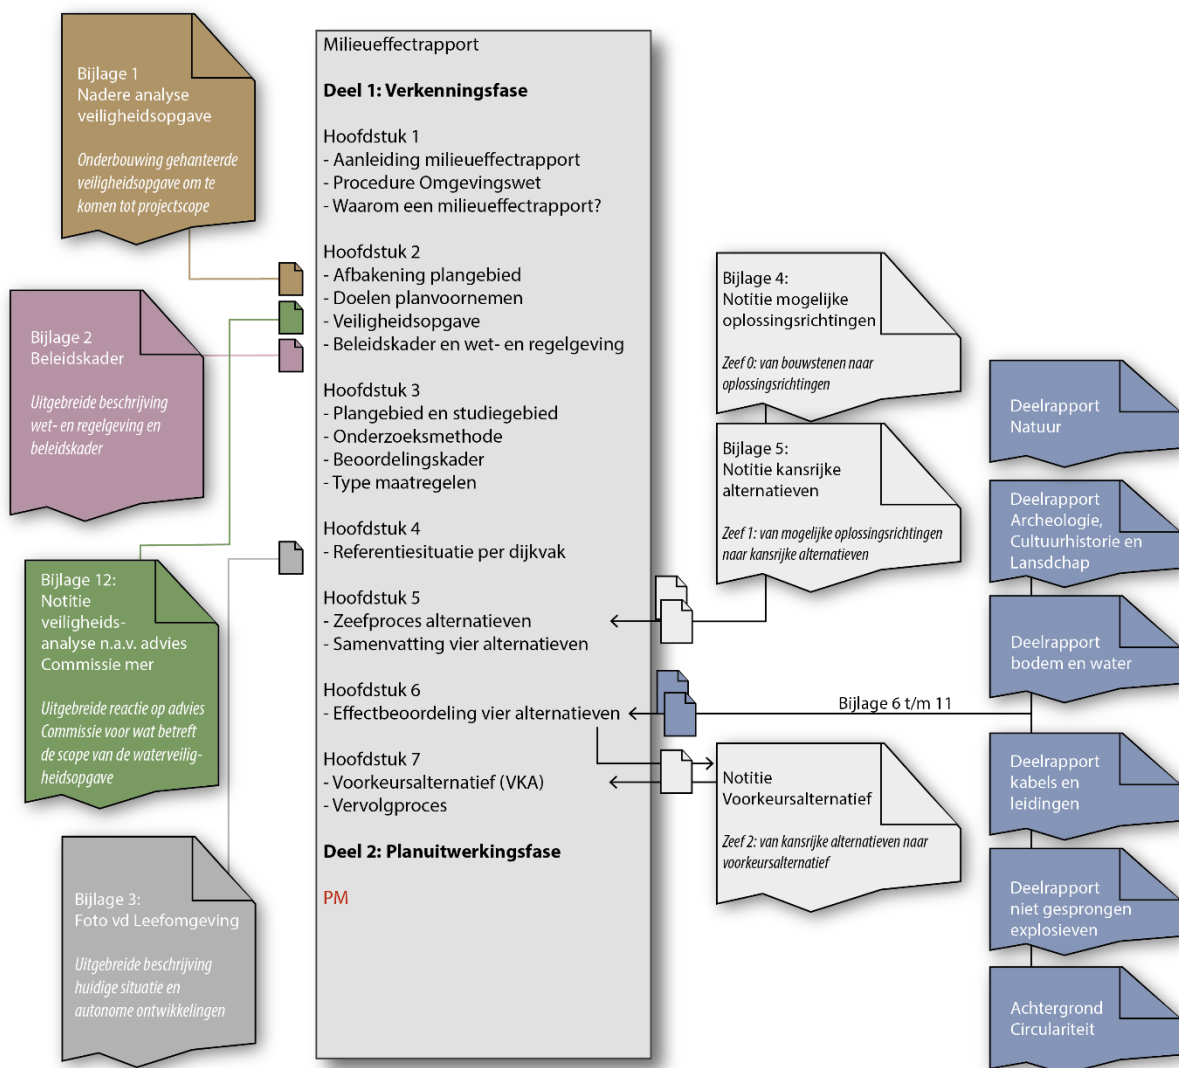 Bijlage 1
Nadere analyse
veiligheidsopgave
Onderbouwing gehanteerde
veiligheidsopgave om te
komen tot projectscope
Bijlage 2
Beleidskader
Uitgebreide beschrijving
wet- en regelgeving en
beleidskader
Bijlage 12:
Notitie
veiligheids-
analyse n.a.v. advies
Commissie mer
Uitgebreide reactie op advies
Commissie voor wat betreft
de scope van de waterveilig-
heidsopgave
Bijlage 3:
Foto vd Leefomgeving
Uitgebreide beschrijving
huidige situatie en
autonome ontwikkelingen
Milieueffectrapport
Deel 1: Verkenningsfase
Hoofdstuk 1
- Aanleiding milieueffectrapport
- Procedure Omgevingswet
- Waarom een milieueffectrapport?
Hoofdstuk 2
- Afbakening plangebied
- Doelen planvoornemen
- Veiligheidsopgave
- Beleidskader en wet- en regelgeving
Hoofdstuk 3
- Plangebied en studiegebied
- Onderzoeksmethode
- Beoordelingskader
- Type maatregelen
Hoofdstuk 4
- Referentiesituatie per dijkvak
Hoofdstuk 5
- Zeefproces alternatieven
- Samenvatting vier alternatieven
Hoofdstuk 6
- Effectbeoordeling vier alternatieven
Hoofdstuk 7
- Voorkeursalternatief (VKA)
- Vervolgproces
Deel 2: Planuitwerkingsfase
PM
Bijlage 4:
Notitie mogelijke
oplossingsrichtingen
Zeef 0: van bouwstenen naar
oplossingsrichtingen
Bijlage 5:
Notitie kansrijke
alternatieven
Zeef 1: van mogelijke oplossingsrichtingen
naar kansrijke alternatieven
Bijlage 6 t/m 11
Notitie
Voorkeursalternatief
Zeef 2: van kansrijke alternatieven naar
voorkeursalternatief
Deelrapport
Natuur
Deelrapport
Archeologie,
Cultuurhistorie en
Lansdchap
Deelrapport
bodem en water
Deelrapport
kabels en
leidingen
Deelrapport
niet gesprongen
explosieven
Achtergrond
Circulariteit